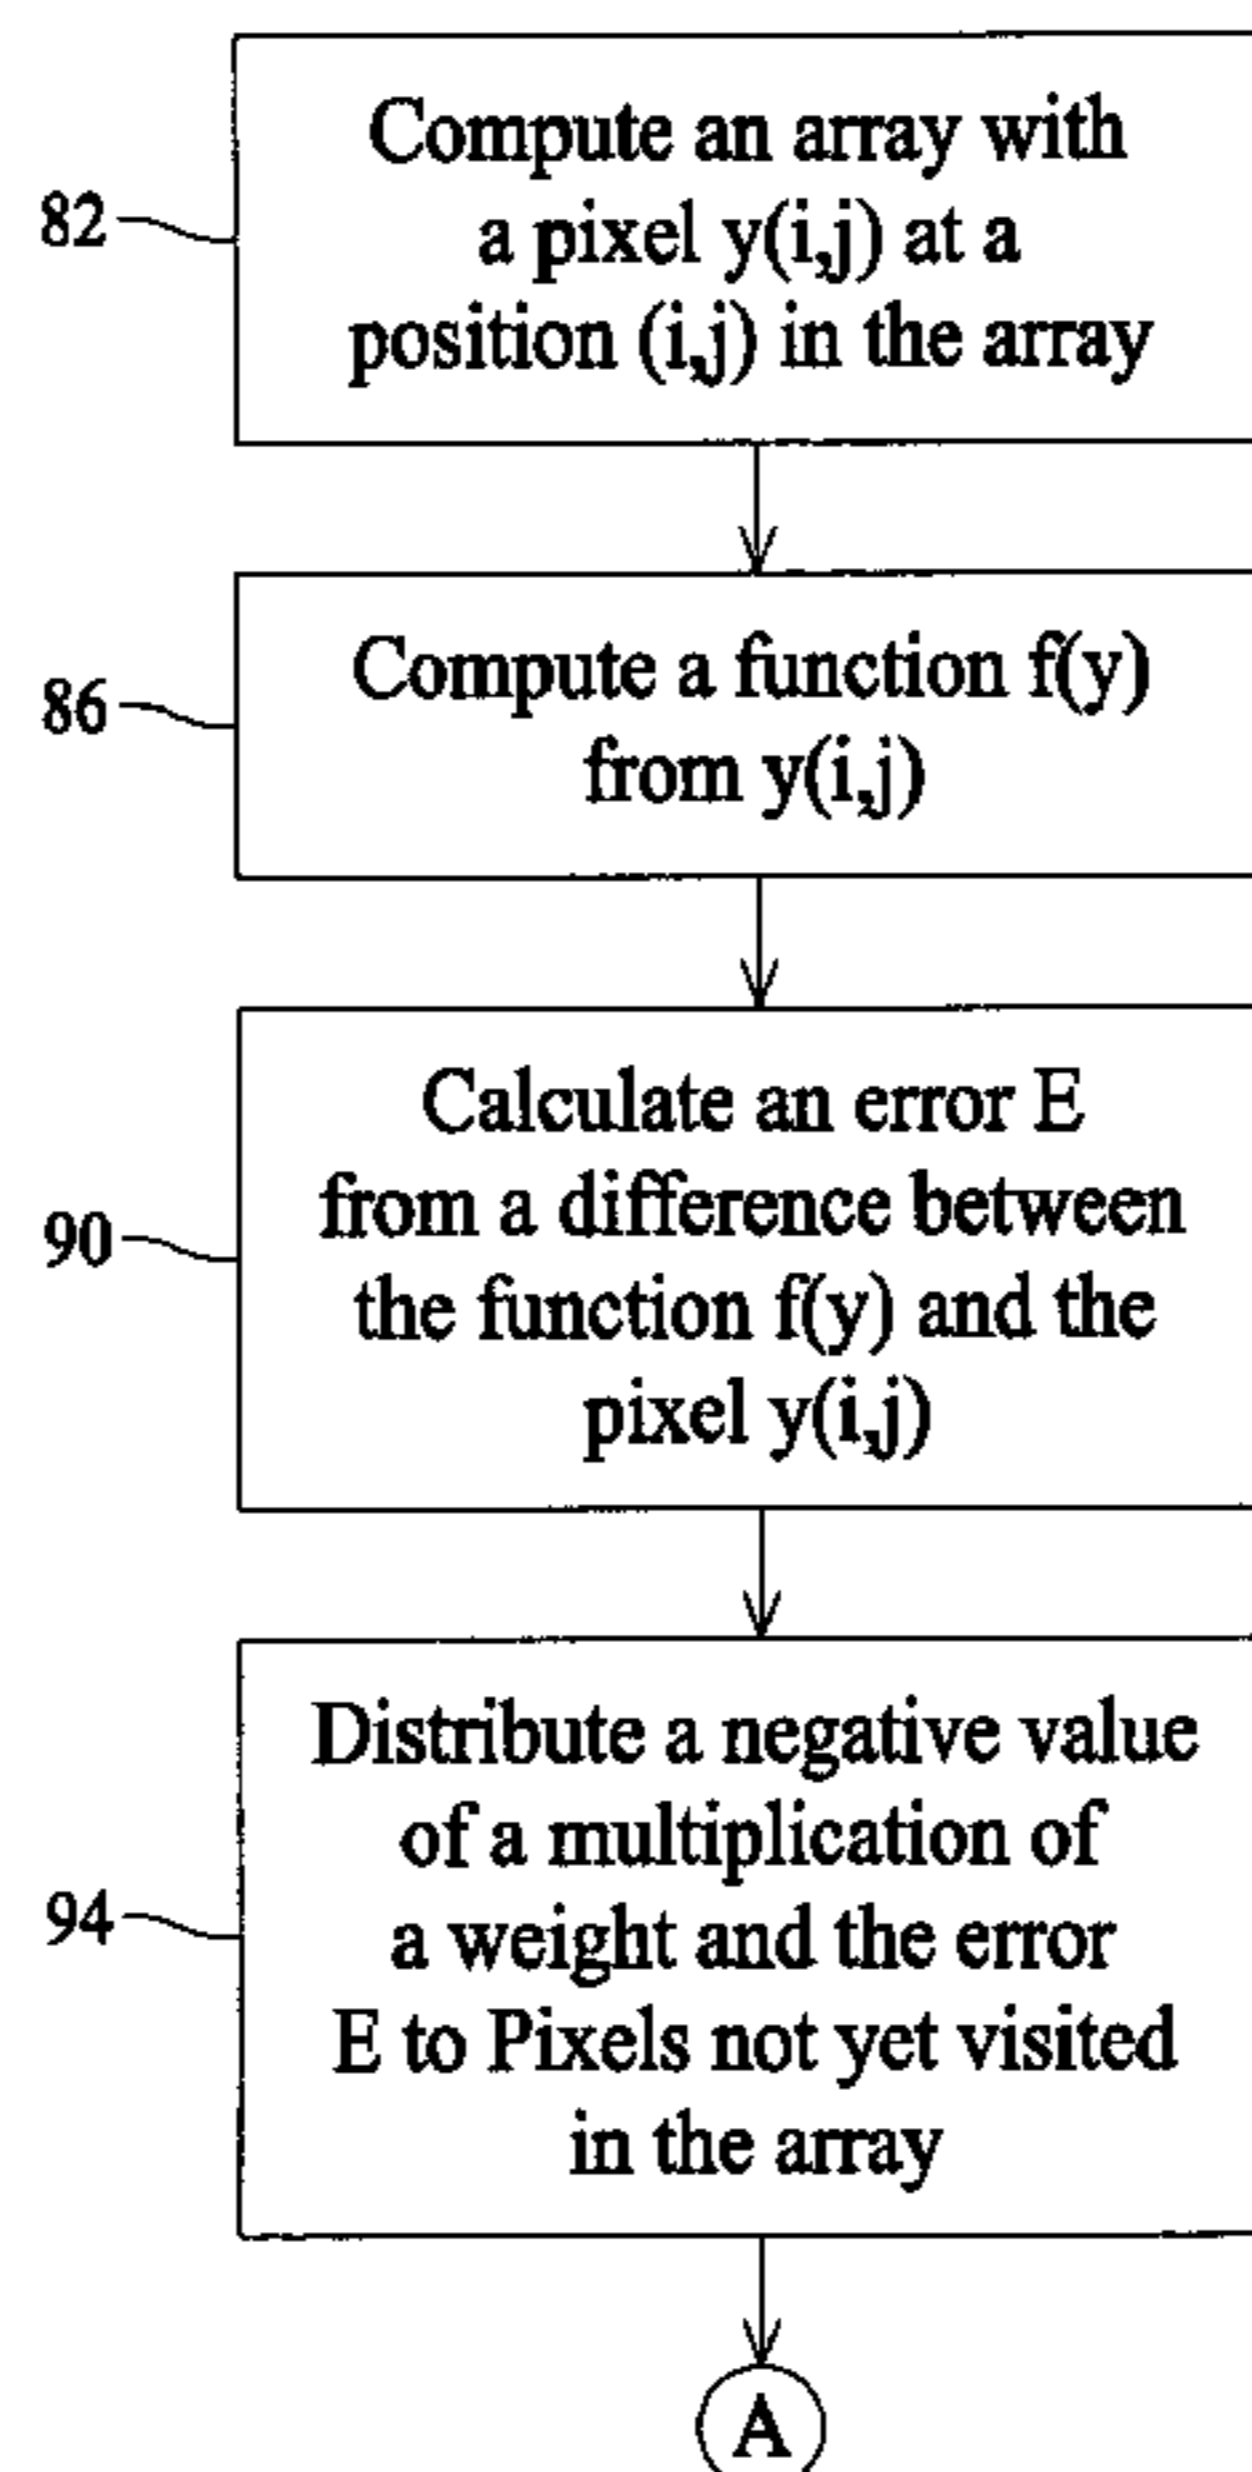 Compute an array with
82
a pixel y(i,j) at a
position (i,j) in the array
Compute a function f(y)
86
from y(i,j)
Calculate an error E
from a difference between
90
the function f(y) and the
pixel y(i,j)
Distribute a negative value
of a multiplication of
94
a weight and the error
E to Pixels not yet visited
in the array
A